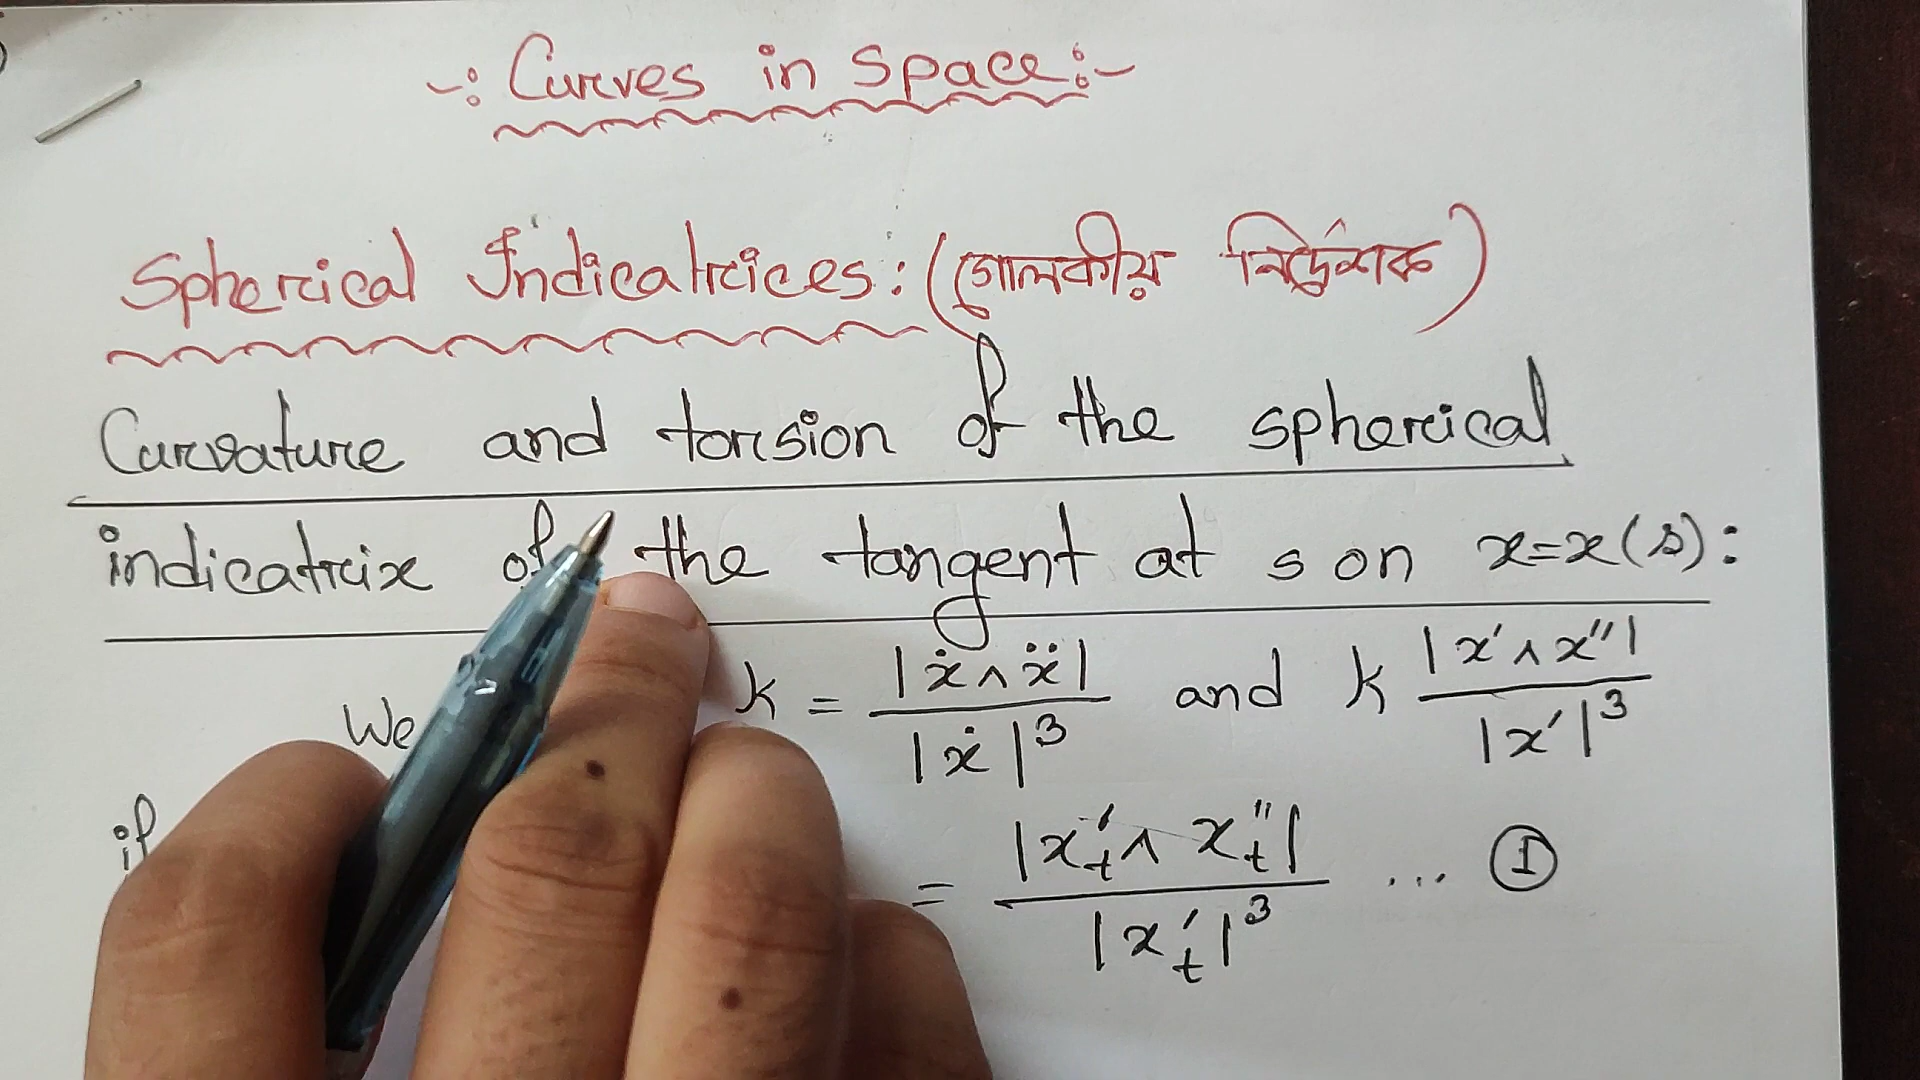 -: Curves in Space:-
Spherical Indicatrices: (গোলকীয় নির্দেশক)
Curvature and torsion of the spherical
indicatrix of the tangent at s on x=x(s):
We k = |ẋ∧ẍ| / |ẋ|³ and k |x′∧x″| / |x′|³
if = |x′ₜ∧x″ₜ| / |x′ₜ|³ ... ①